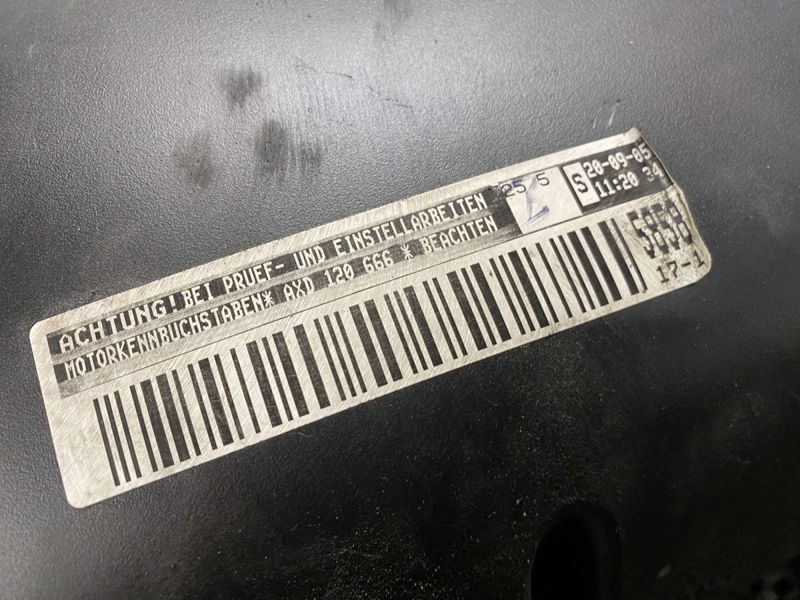 ACHTUNG! BEI PRUEF- UND EINSTELLARBEITEN
MOTORKENNBUCHSTABEN* AXD 120 666 * BEACHTEN
25 5
S
20-09-05
11:20 34
17-1